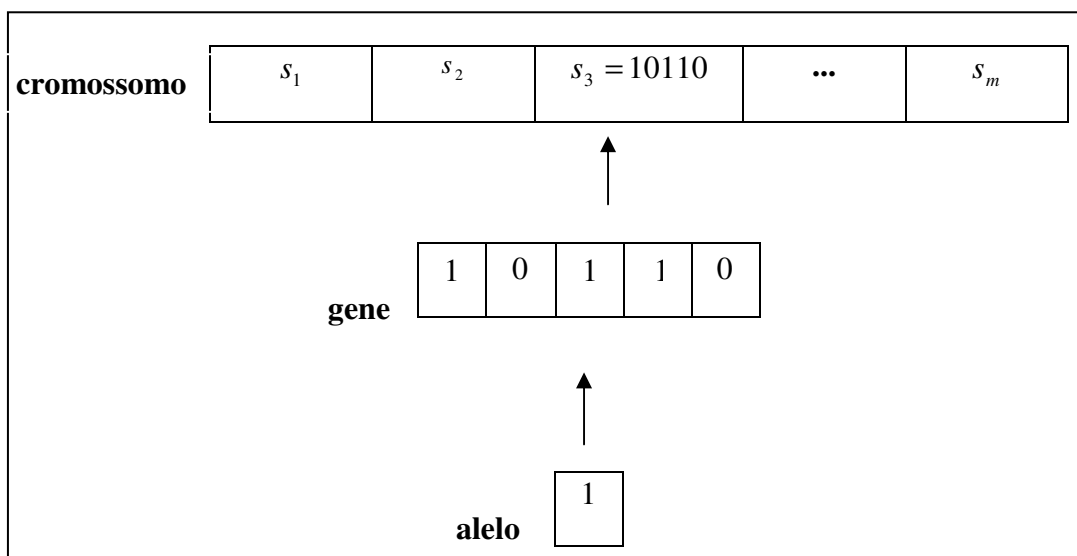 cromossomo s₁ s₂ s₃ = 10110 ... sₘ
gene 1 0 1 1 0
alelo 1